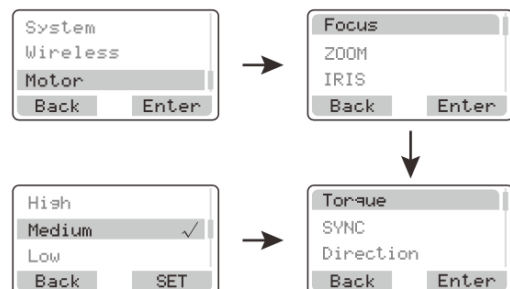 System
Wireless
Motor
Back Enter
Focus
ZOOM
IRIS
Back Enter
High
Medium ✓
Low
Back SET
Torque
SYNC
Direction
Back Enter